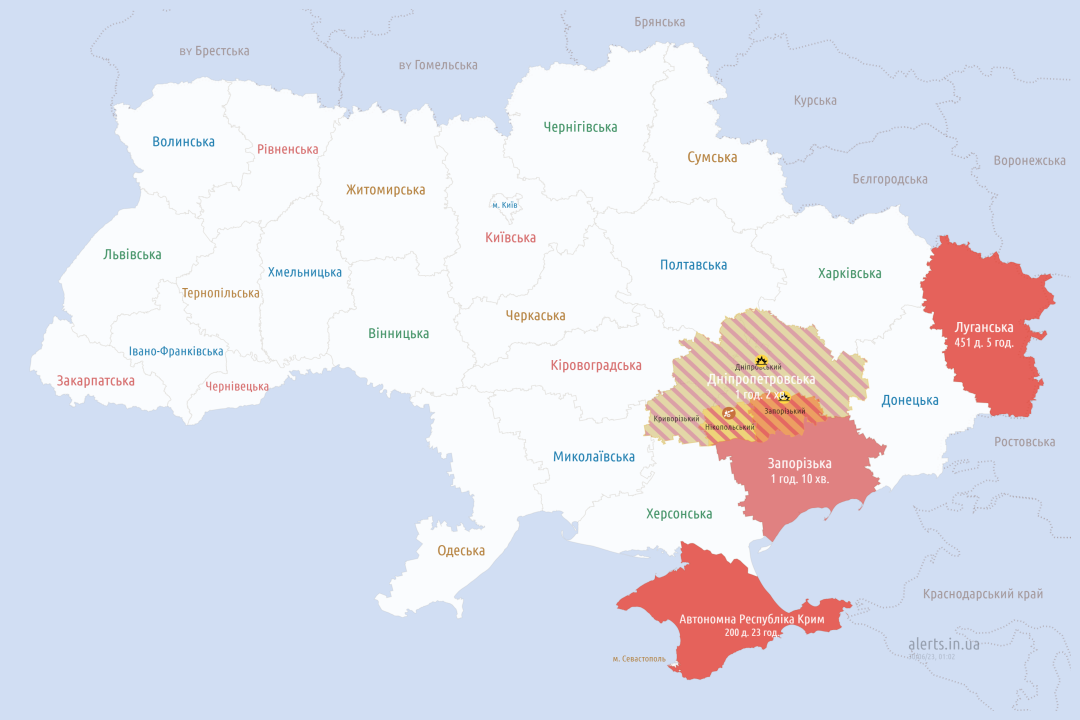 Брянська
BY Брестська
BY Гомельська
Курська
Чернігівська
Волинська
Рівненська
Сумська
Воронежська
Бєлгородська
Житомирська
м. Київ
Київська
Львівська
Хмельницька
Полтавська
Харківська
Тернопільська
Черкаська
Луганська
451 д. 5 год.
Вінницька
Івано-Франківська
Кіровоградська
Дніпровський
Дніпропетровська
1 год. 2
Закарпатська
Чернівецька
Донецька
Запорізький
Криворізький
Нікопольський
Ростовська
Миколаївська
Запорізька
1 год. 10 хв.
Херсонська
Одеська
Краснодарський край
Автономна Республіка Крим
200 д. 23 год.
alerts.in.ua
м. Севастополь